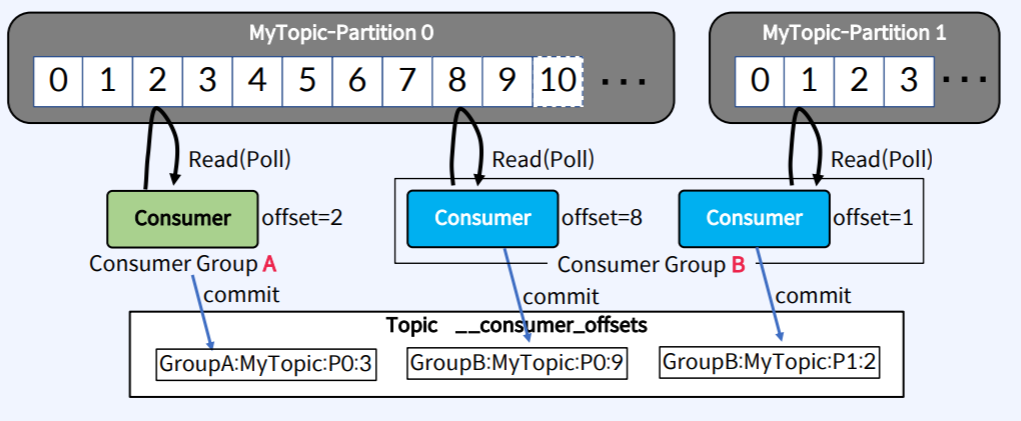 MyTopic-Partition 0
0 1 2 3 4 5 6 7 8 9 10 ...
MyTopic-Partition 1
0 1 2 3 ...
Read(Poll)
Read(Poll)
Read(Poll)
Consumer
offset=2
Consumer
offset=8
Consumer
offset=1
Consumer Group A
Consumer Group B
commit
commit
commit
Topic __consumer_offsets
GroupA:MyTopic:P0:3
GroupB:MyTopic:P0:9
GroupB:MyTopic:P1:2